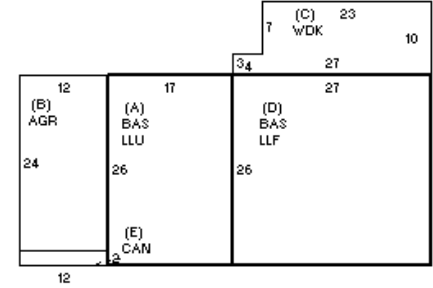 (C) 23
7 WDK 10
3 4 27
12 17 27
(B) (A) (D)
AGR BAS BAS
LLU LLF
24 26 26
(E)
2 CAN
12